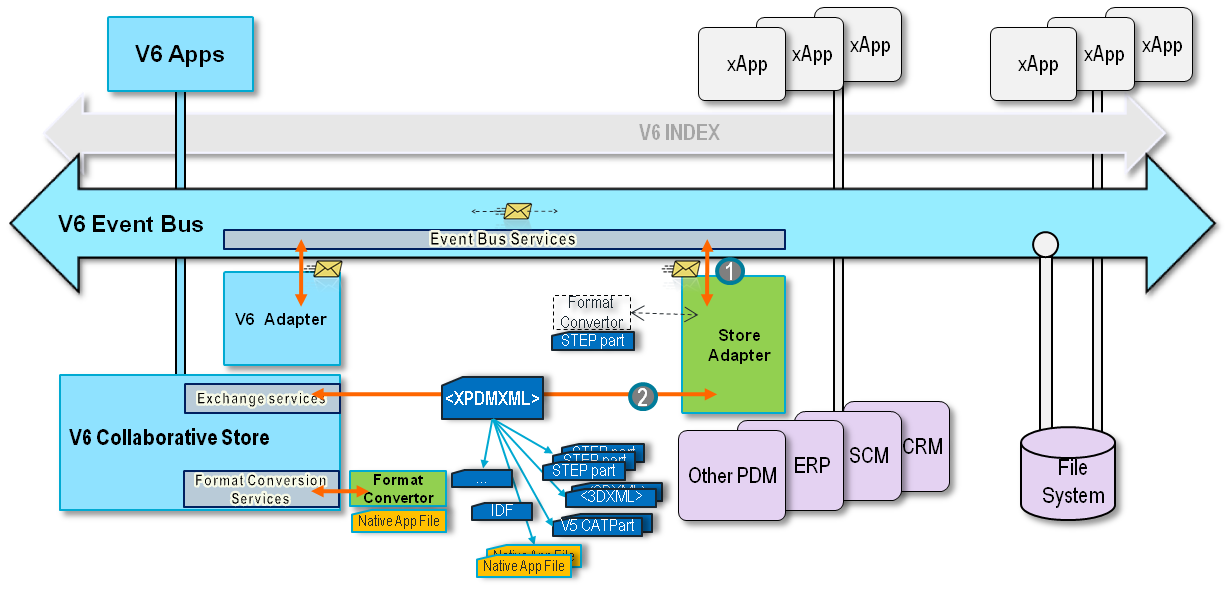 V6 Apps
xApp
xApp
xApp
xApp
xApp
xApp
V6 INDEX
V6 Event Bus
Event Bus Services
1
V6 Adapter
Format
Convertor
STEP part
Store
Adapter
Exchange services
<XPDMXML>
2
V6 Collaborative Store
Format Conversion
Services
Format
Convertor
Native App File
...
IDF
STEP part
STEP part
STEP part
<3DXML>
<3DXML>
V5 CATPart
Native App File
Native App File
Other PDM
ERP
SCM
CRM
File
System